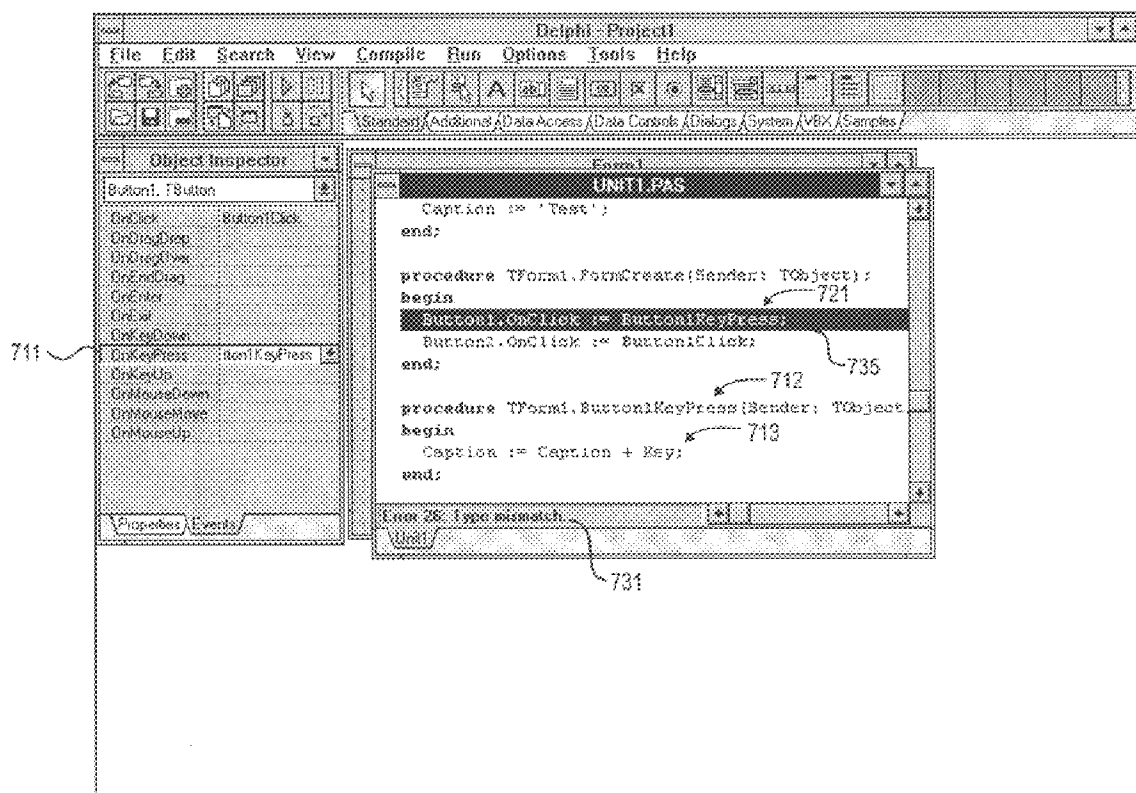 Delphi - Project1
File Edit Search View Compile Run Options Tools Help
Standard Additional Data Access Data Controls Dialogs System VBX Samples
Object Inspector
Button1: TButton
OnClick Button1Click
OnDragDrop
OnDragOver
OnEndDrag
OnEnter
OnExit
OnKeyDown
711
OnKeyPress tton1KeyPress
OnKeyUp
OnMouseDown
OnMouseMove
OnMouseUp
Properties Events
Form1
UNIT1.PAS
Caption := 'Test');
end;
procedure TForm1.FormCreate(Sender: TObject);
begin
721
Button1.OnClick := Button1KeyPress;
Button2.OnClick := Button1Click;
735
end;
712
procedure TForm1.Button1KeyPress(Sender: TObject
begin
713
Caption := Caption + Key;
end;
Error 26: Type mismatch.
Unit1
731